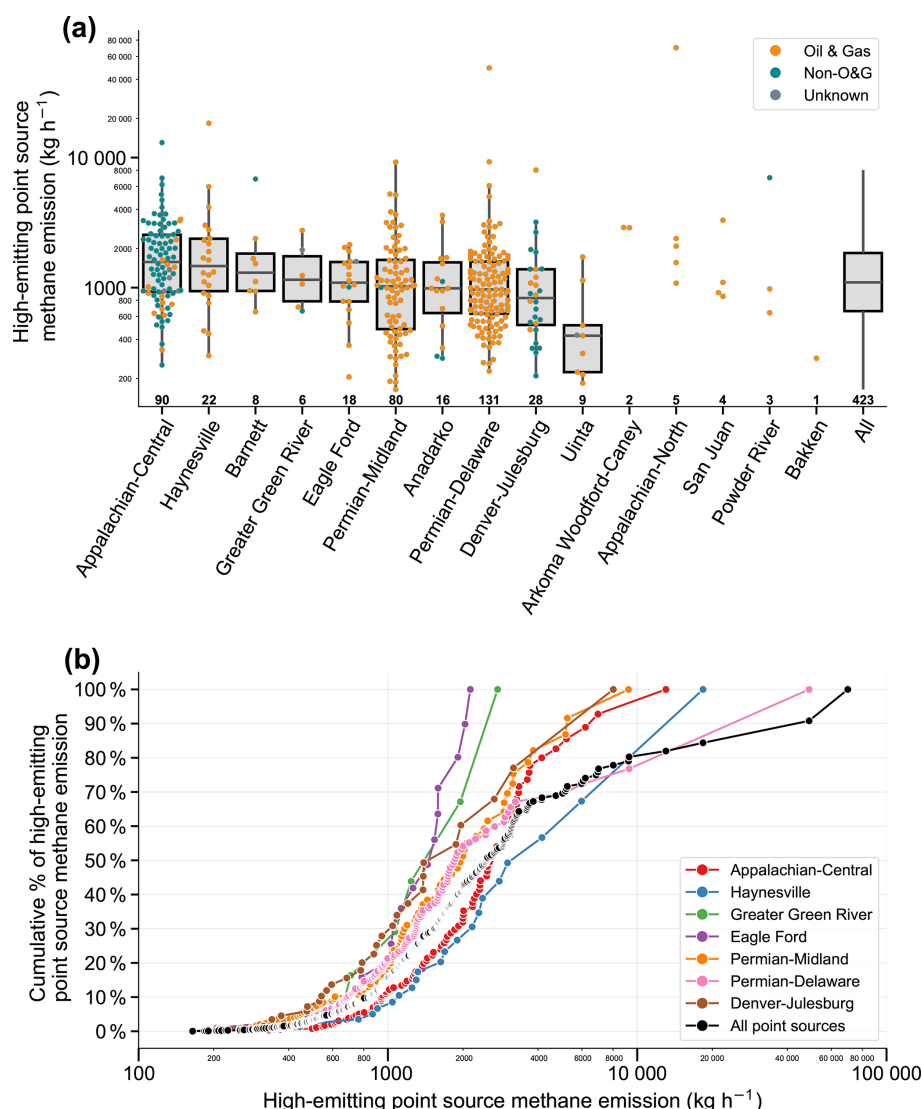 (a)
High-emitting point source
methane emission (kg h⁻¹)
80 000
40 000
20 000
10 000
8000
6000
4000
2000
1000
800
600
400
200
Oil & Gas
Non-O&G
Unknown
90 22 8 6 18 80 16 131 28 9 2 5 4 3 1 423
Appalachian-Central
Haynesville
Barnett
Greater Green River
Eagle Ford
Permian-Midland
Anadarko
Permian-Delaware
Denver-Julesburg
Uinta
Arkoma Woodford-Caney
Appalachian-North
San Juan
Powder River
Bakken
All
(b)
Cumulative % of high-emitting
point source methane emission
100 %
90 %
80 %
70 %
60 %
50 %
40 %
30 %
20 %
10 %
0 %
Appalachian-Central
Haynesville
Greater Green River
Eagle Ford
Permian-Midland
Permian-Delaware
Denver-Julesburg
All point sources
100 200 400 600 800 1000 2000 4000 6000 8000 10 000 20 000 40 000 60 000 80 000 100 000
High-emitting point source methane emission (kg h⁻¹)